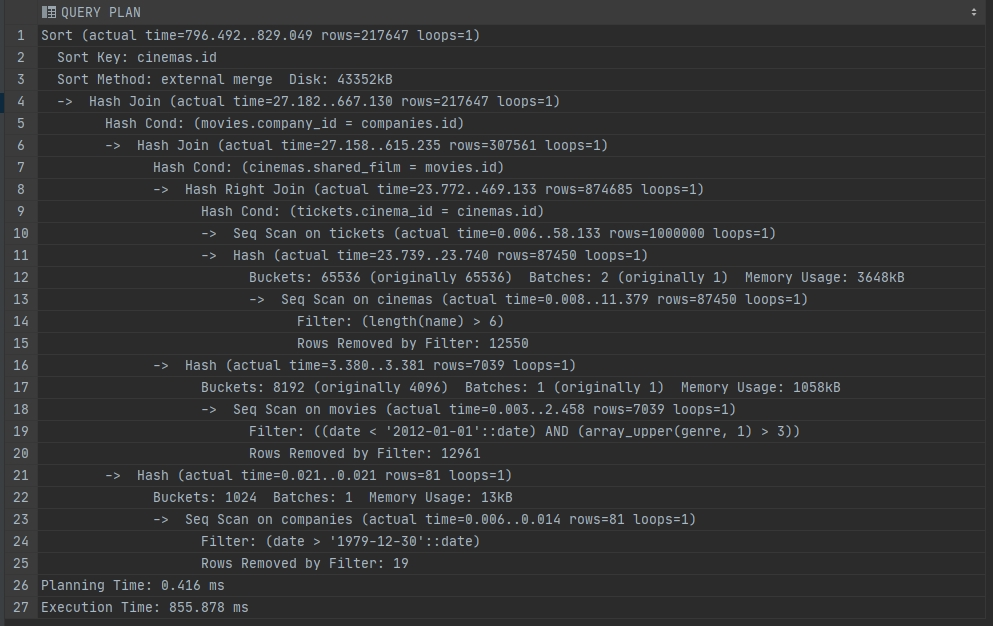 QUERY PLAN
1 Sort (actual time=796.492..829.049 rows=217647 loops=1)
2 Sort Key: cinemas.id
3 Sort Method: external merge  Disk: 43352kB
4 ->  Hash Join (actual time=27.182..667.130 rows=217647 loops=1)
5 Hash Cond: (movies.company_id = companies.id)
6 ->  Hash Join (actual time=27.158..615.235 rows=307561 loops=1)
7 Hash Cond: (cinemas.shared_film = movies.id)
8 ->  Hash Right Join (actual time=23.772..469.133 rows=874685 loops=1)
9 Hash Cond: (tickets.cinema_id = cinemas.id)
10 ->  Seq Scan on tickets (actual time=0.006..58.133 rows=1000000 loops=1)
11 ->  Hash (actual time=23.739..23.740 rows=87450 loops=1)
12 Buckets: 65536 (originally 65536)  Batches: 2 (originally 1)  Memory Usage: 3648kB
13 ->  Seq Scan on cinemas (actual time=0.008..11.379 rows=87450 loops=1)
14 Filter: (length(name) > 6)
15 Rows Removed by Filter: 12550
16 ->  Hash (actual time=3.380..3.381 rows=7039 loops=1)
17 Buckets: 8192 (originally 4096)  Batches: 1 (originally 1)  Memory Usage: 1058kB
18 ->  Seq Scan on movies (actual time=0.003..2.458 rows=7039 loops=1)
19 Filter: ((date < '2012-01-01'::date) AND (array_upper(genre, 1) > 3))
20 Rows Removed by Filter: 12961
21 ->  Hash (actual time=0.021..0.021 rows=81 loops=1)
22 Buckets: 1024  Batches: 1  Memory Usage: 13kB
23 ->  Seq Scan on companies (actual time=0.006..0.014 rows=81 loops=1)
24 Filter: (date > '1979-12-30'::date)
25 Rows Removed by Filter: 19
26 Planning Time: 0.416 ms
27 Execution Time: 855.878 ms